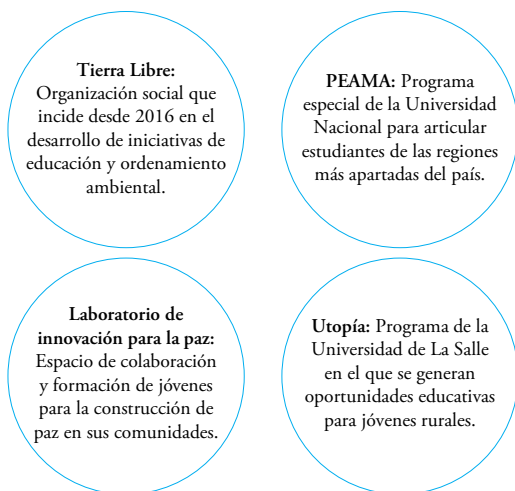 Tierra Libre:
Organización social que
incide desde 2016 en el
desarrollo de iniciativas de
educación y ordenamiento
ambiental.
PEAMA: Programa
especial de la Universidad
Nacional para articular
estudiantes de las regiones
más apartadas del país.
Laboratorio de
innovación para la paz:
Espacio de colaboración
y formación de jóvenes
para la construcción de
paz en sus comunidades.
Utopía: Programa de la
Universidad de La Salle
en el que se generan
oportunidades educativas
para jóvenes rurales.